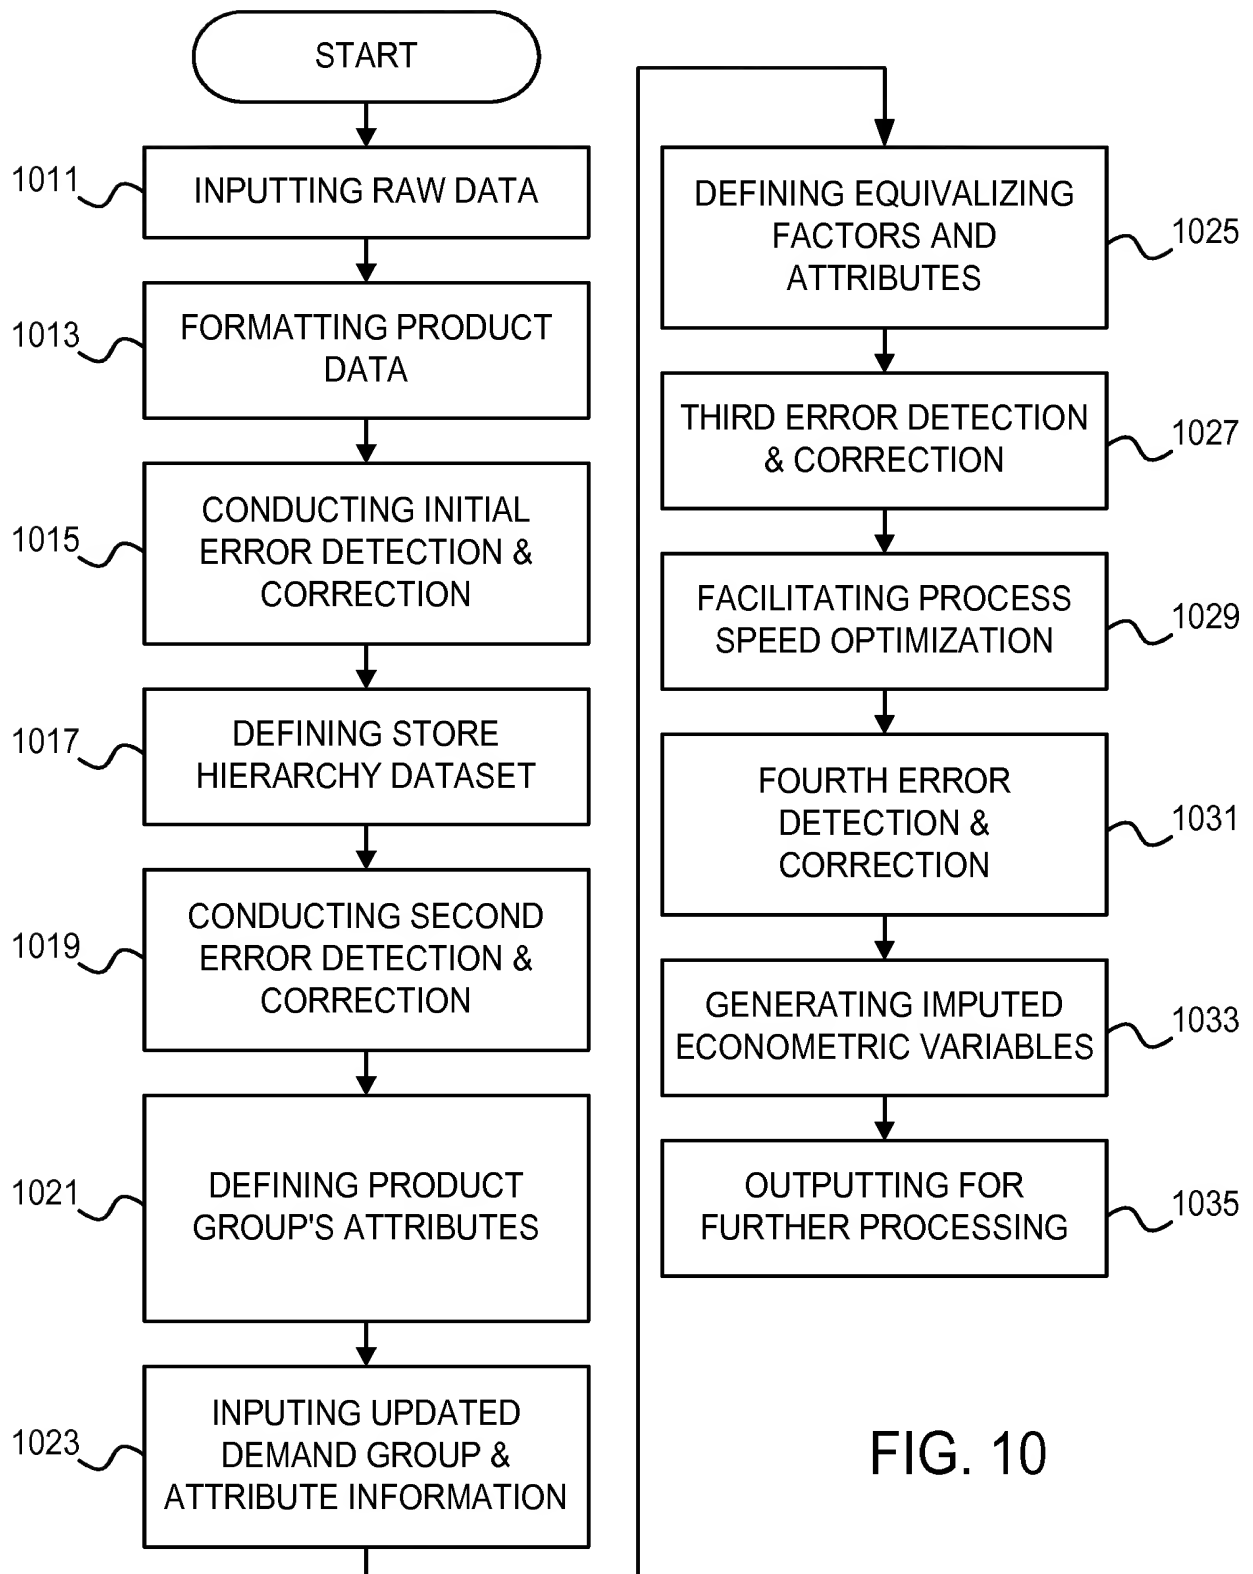 START
1011
INPUTTING RAW DATA
1013
FORMATTING PRODUCT
DATA
1015
CONDUCTING INITIAL
ERROR DETECTION &
CORRECTION
1017
DEFINING STORE
HIERARCHY DATASET
1019
CONDUCTING SECOND
ERROR DETECTION &
CORRECTION
1021
DEFINING PRODUCT
GROUP'S ATTRIBUTES
1023
INPUTING UPDATED
DEMAND GROUP &
ATTRIBUTE INFORMATION
DEFINING EQUIVALIZING
FACTORS AND
ATTRIBUTES
1025
THIRD ERROR DETECTION
& CORRECTION
1027
FACILITATING PROCESS
SPEED OPTIMIZATION
1029
FOURTH ERROR
DETECTION &
CORRECTION
1031
GENERATING IMPUTED
ECONOMETRIC VARIABLES
1033
OUTPUTTING FOR
FURTHER PROCESSING
1035
FIG. 10